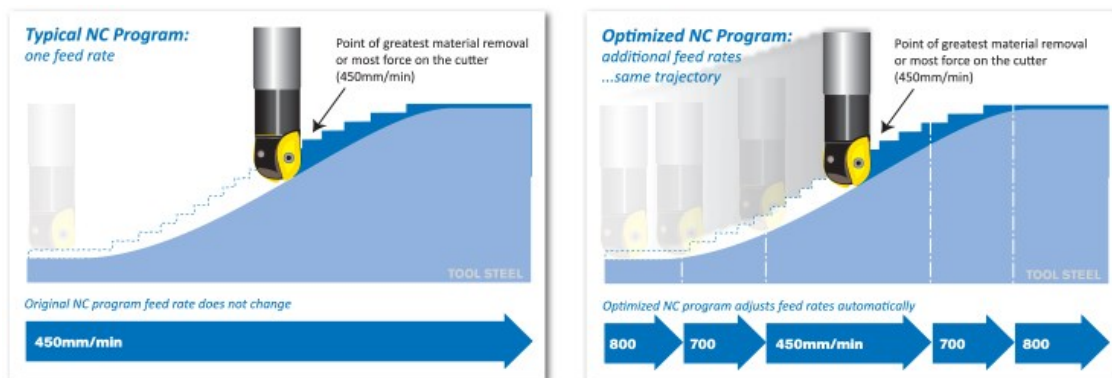 Typical NC Program:
one feed rate
Point of greatest material removal
or most force on the cutter
(450mm/min)
TOOL STEEL
Original NC program feed rate does not change
450mm/min
Optimized NC Program:
additional feed rates
...same trajectory
Point of greatest material removal
or most force on the cutter
(450mm/min)
TOOL STEEL
Optimized NC program adjusts feed rates automatically
800 700 450mm/min 700 800